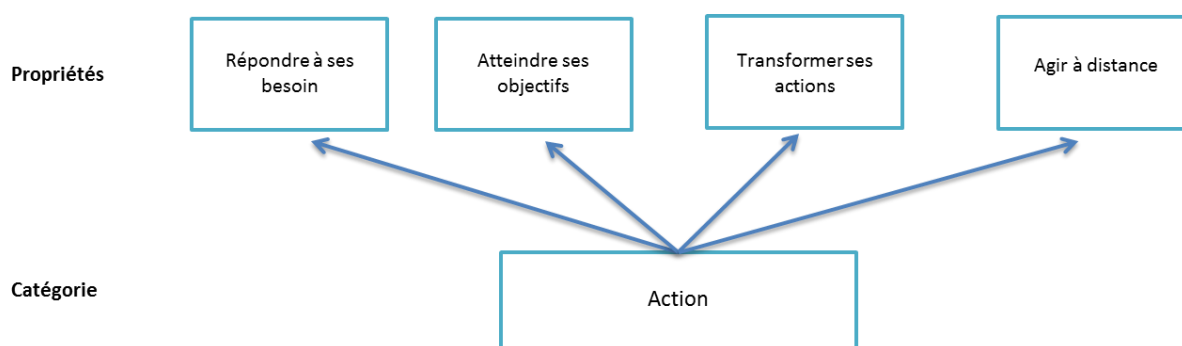 Propriétés
Répondre à ses
besoin
Atteindre ses
objectifs
Transformer ses
actions
Agir à distance
Catégorie
Action